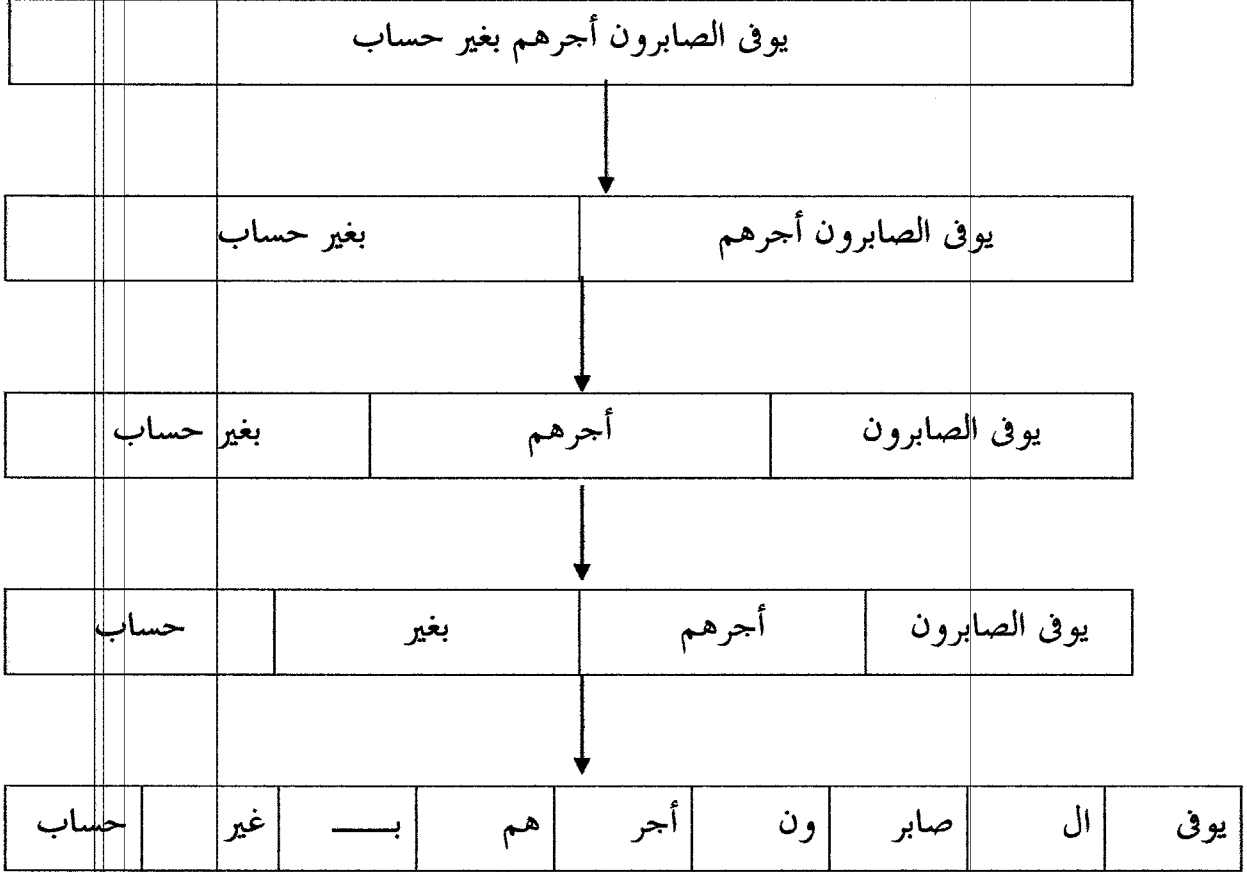 يوفى الصابرون أجرهم بغير حساب
يوفى الصابرون أجرهم بغير حساب
يوفى الصابرون أجرهم بغير حساب
يوفى الصابرون أجرهم بغير حساب
يوفى ال صابر ون أجر هم بـــ غير حساب